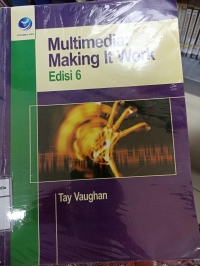 Multimedia:
Making It Work
Edisi 6
Tay Vaughan